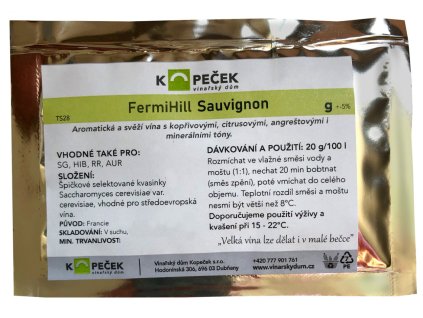 K PEČEK
vinařský dům
TS28
FermiHill Sauvignon
g +-5%
Aromatická a svěží vína s kopřivovými, citrusovými, angreštovými i
minerálními tóny.
VHODNÉ TAKÉ PRO:
SG, HIB, RR, AUR
SLOŽENÍ:
Špičkové selektované kvasinky
Saccharomyces cerevisiae var.
cerevisiae, vhodné pro středoevropská
vína.
PŮVOD: Francie
SKLADOVÁNÍ: V suchu,
MIN. TRVANLIVOST:
DÁVKOVÁNÍ A POUŽITÍ: 20 g/100 l
Rozmíchat ve vlažné směsi vody a
moštu (1:1), nechat 20 min bobtnat
(směs zpění), poté vmíchat do celého
objemu. Teplotní rozdíl směsi a moštu
nesmí být větší než 8°C.
Doporučujeme použití výživy a
kvašení při 15 - 22°C.
„Velká vína lze dělat i v malé bečce"
K PEČEK
vinařský dům
Vinařský dům Kopeček s.r.o.
Hodonínská 306, 696 03 Dubňany
+420 777 901 761
www.vinarskydum.cz
PE